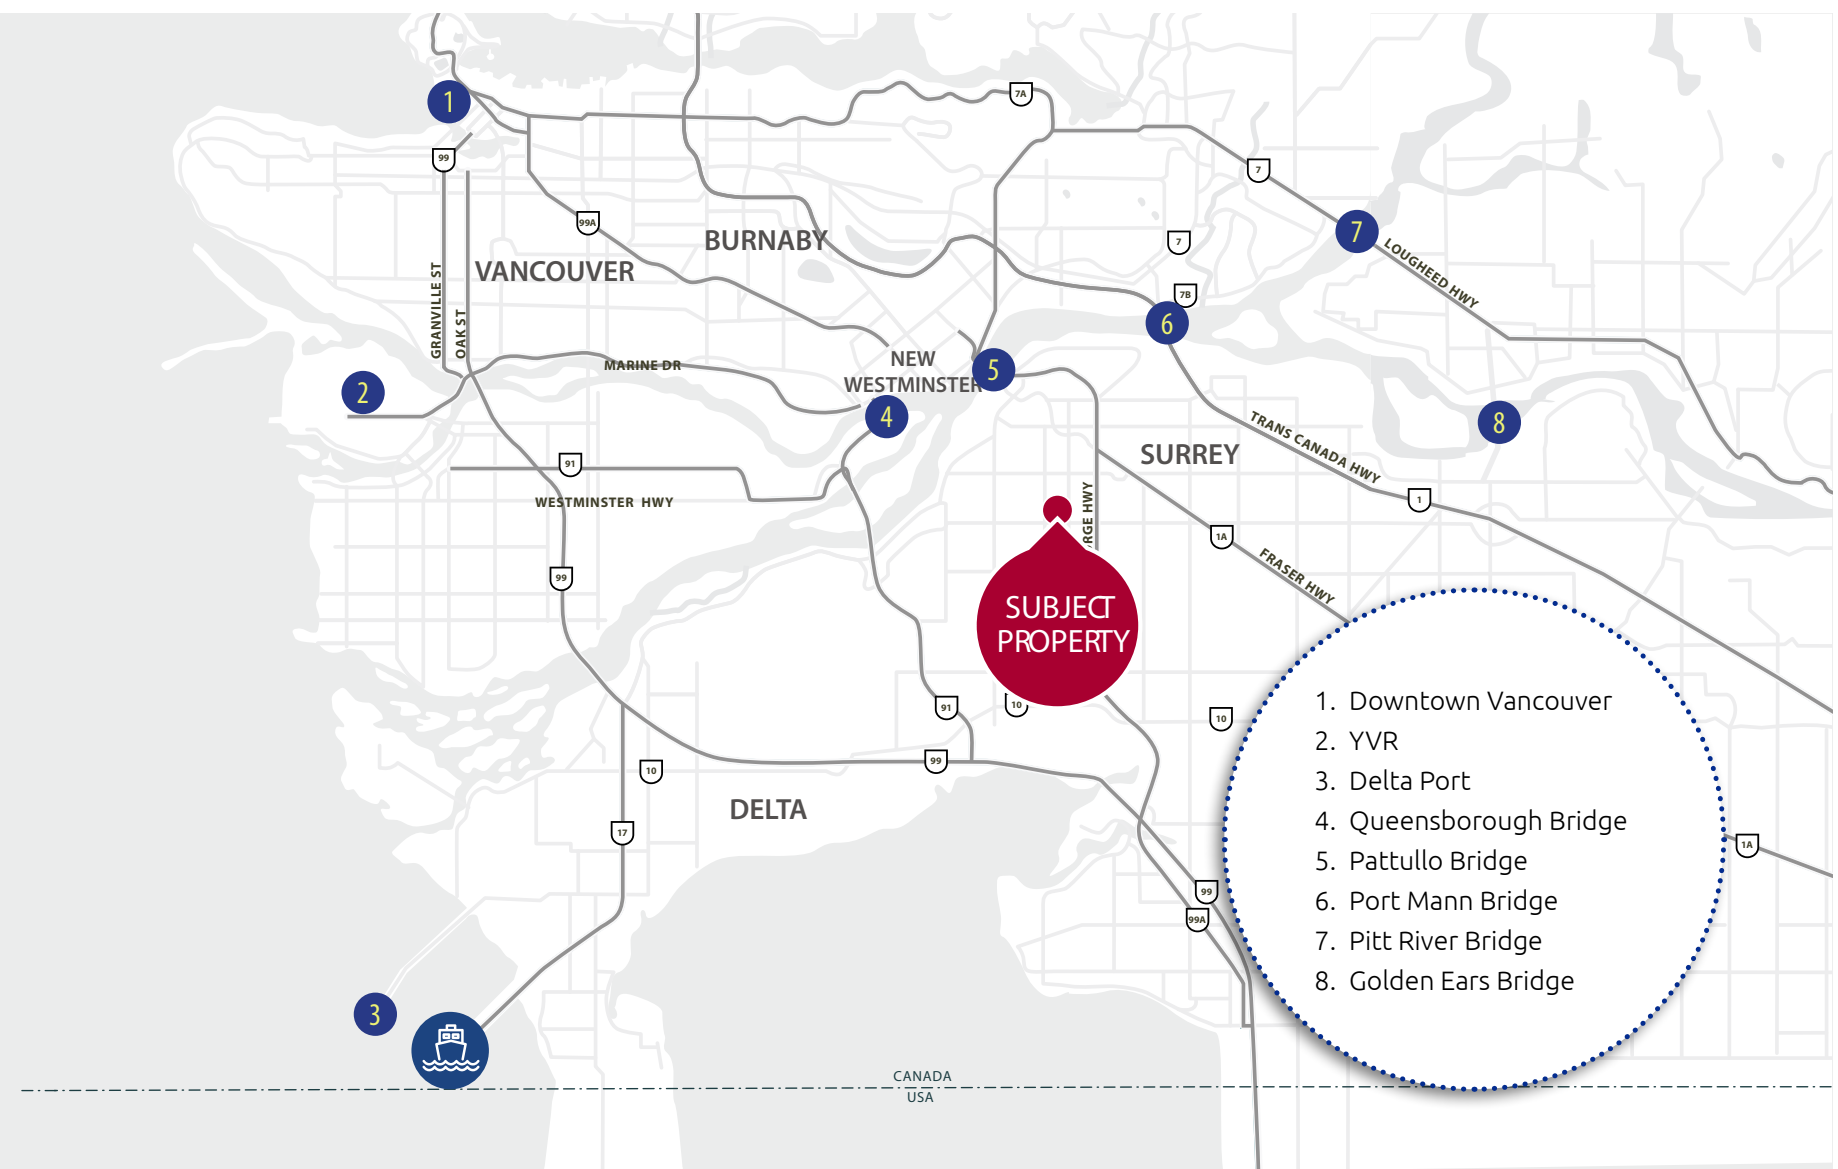 1
7A
99
7
99A
7
7
BURNABY
LOUGHEED HWY
VANCOUVER
GRANVILLE ST
OAK ST
7B
6
NEW
WESTMINSTER
5
MARINE DR
2
4
8
TRANS CANADA HWY
SURREY
91
WESTMINSTER HWY
1
RGE HWY
1A
FRASER HWY
99
SUBJECT
PROPERTY
91
10
10
99
10
DELTA
17
1A
99
99A
3
1. Downtown Vancouver
2. YVR
3. Delta Port
4. Queensborough Bridge
5. Pattullo Bridge
6. Port Mann Bridge
7. Pitt River Bridge
8. Golden Ears Bridge
CANADA
USA